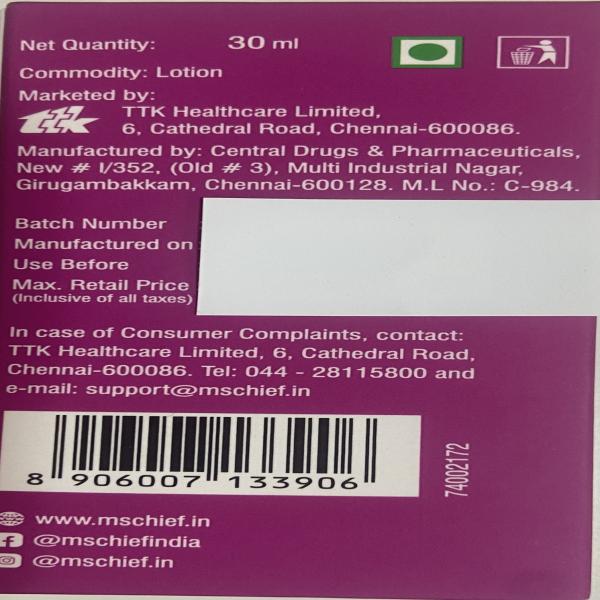 Net Quantity: 30 ml
Commodity: Lotion
Marketed by:
ttk TTK Healthcare Limited,
6, Cathedral Road, Chennai-600086.
Manufactured by: Central Drugs & Pharmaceuticals,
New # I/352, (Old # 3), Multi Industrial Nagar,
Girugambakkam, Chennai-600128. M.L No.: C-984.
Batch Number
Manufactured on
Use Before
Max. Retail Price
(Inclusive of all taxes)
In case of Consumer Complaints, contact:
TTK Healthcare Limited, 6, Cathedral Road,
Chennai-600086. Tel: 044 - 28115800 and
e-mail: support@mschief.in
8 906007 133906
74002172
www.mschief.in
@mschiefindia
@mschief.in